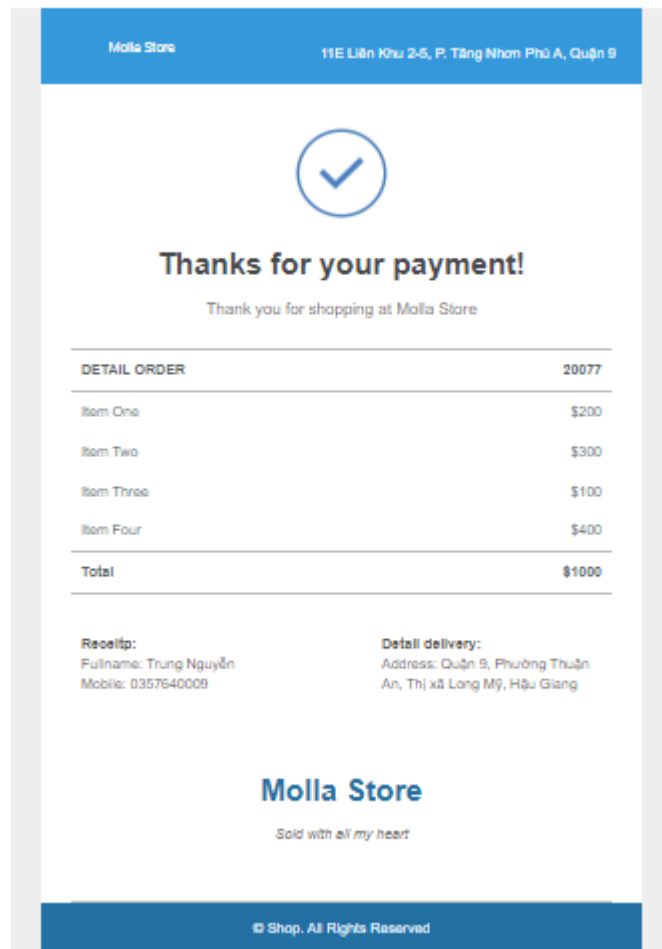 Molla Store
11E Liên Khu 2-5, P. Tăng Nhơn Phú A, Quận 9
Thanks for your payment!
Thank you for shopping at Molla Store
DETAIL ORDER 20077
Item One $200
Item Two $300
Item Three $100
Item Four $400
Total $1000
Receitp:
Fullname: Trung Nguyễn
Mobile: 0357640009
Detail delivery:
Address: Quận 9, Phường Thuận
An, Thị xã Long Mỹ, Hậu Giang
Molla Store
Sold with all my heart
© Shop. All Rights Reserved